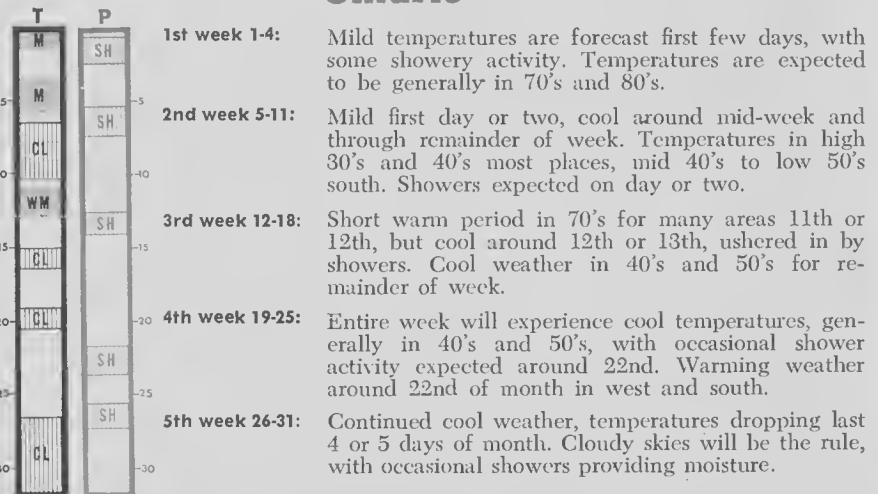 T P
M
SH
1st week 1-4: Mild temperatures are forecast first few days, with
some showery activity. Temperatures are expected
to be generally in 70's and 80's.
M
5 5
SH
2nd week 5-11: Mild first day or two, cool around mid-week and
through remainder of week. Temperatures in high
30's and 40's most places, mid 40's to low 50's
south. Showers expected on day or two.
CL
10
WM
SH
3rd week 12-18: Short warm period in 70's for many areas 11th or
12th, but cool around 12th or 13th, ushered in by
showers. Cool weather in 40's and 50's for re-
mainder of week.
15 15
CL
20 CL 20
4th week 19-25: Entire week will experience cool temperatures, gen-
erally in 40's and 50's, with occasional shower
activity expected around 22nd. Warming weather
around 22nd of month in west and south.
SH
25 25
SH
5th week 26-31: Continued cool weather, temperatures dropping last
4 or 5 days of month. Cloudy skies will be the rule,
with occasional showers providing moisture.
CL
30 30